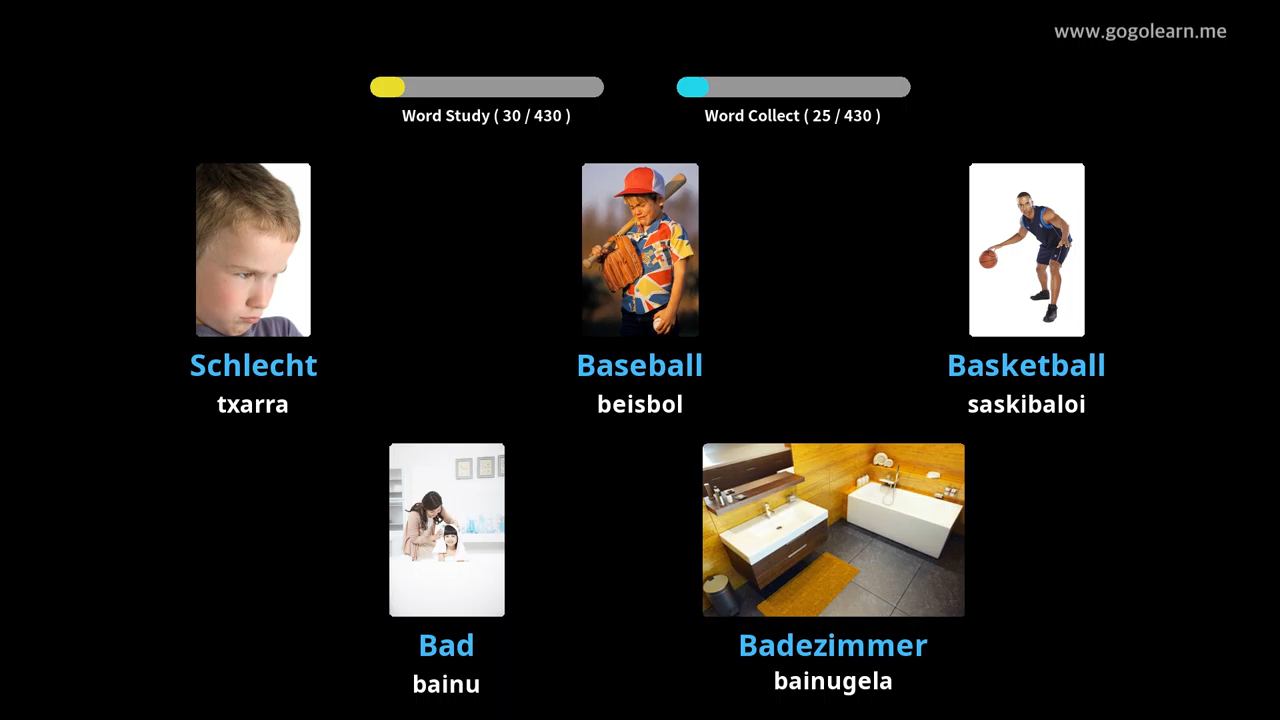 www.gogolearn.me
Word Study ( 30 / 430 )
Word Collect ( 25 / 430 )
Schlecht
txarra
Baseball
beisbol
Basketball
saskibaloi
Bad
bainu
Badezimmer
bainugela